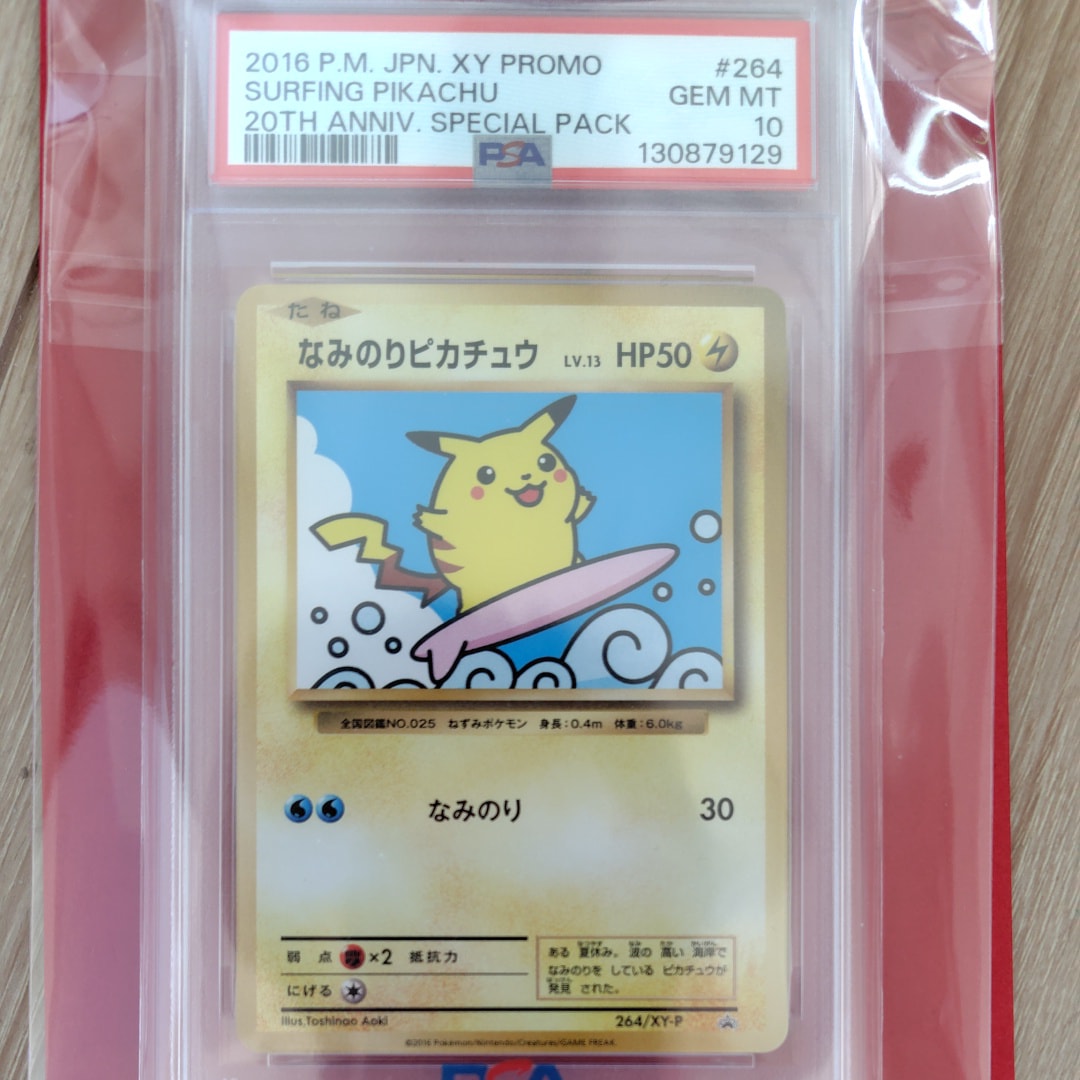 2016 P.M. JPN. XY PROMO #264
SURFING PIKACHU GEM MT
20TH ANNIV. SPECIAL PACK 10
PSA 130879129
たね
なみのりピカチュウ LV.13 HP50
全国図鑑NO.025 ねずみポケモン 身長:0.4m 体重:6.0kg
なみのり 30
弱点 ×2 抵抗力
にげる
ある 夏休み。波の 高い 海岸で
なみのりを している ピカチュウが
発見 された。
Illus.Toshinao Aoki 264/XY-P
©2016 Pokémon/Nintendo/Creatures/GAME FREAK.
PSA